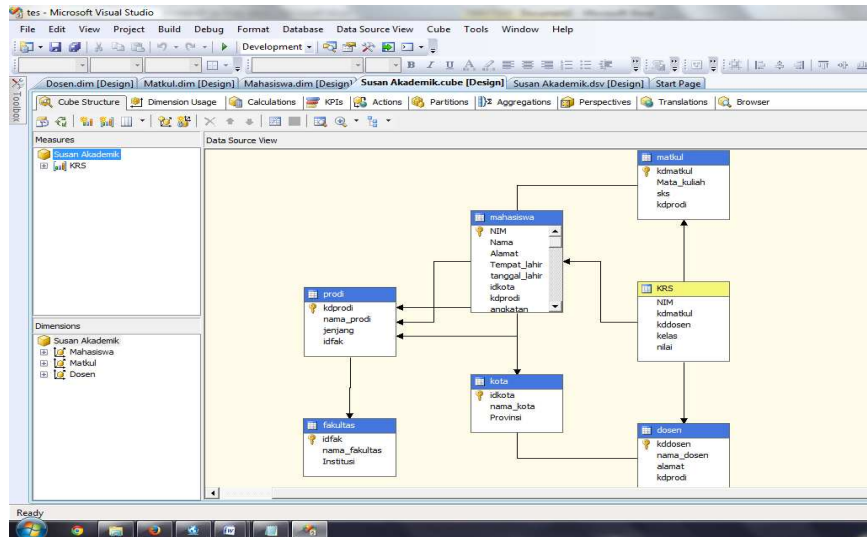 tes - Microsoft Visual Studio
File Edit View Project Build Debug Format Database Data Source View Cube Tools Window Help
Development
B I U A
Dosen.dim [Design] Matkul.dim [Design] Mahasiswa.dim [Design] Susan Akademik.cube [Design] Susan Akademik.dsv [Design] Start Page
Toolbox
Cube Structure Dimension Usage Calculations KPIs Actions Partitions Aggregations Perspectives Translations Browser
Measures
Susan Akademik
KRS
Dimensions
Susan Akademik
Mahasiswa
Matkul
Dosen
Data Source View
matkul
kdmatkul
Mata_kuliah
sks
kdprodi
mahasiswa
NIM
Nama
Alamat
Tempat_lahir
tanggal_lahir
idkota
kdprodi
angkatan
KRS
NIM
kdmatkul
kddosen
kelas
nilai
prodi
kdprodi
nama_prodi
jenjang
idfak
kota
idkota
nama_kota
Provinsi
fakultas
idfak
nama_fakultas
Institusi
dosen
kddosen
nama_dosen
alamat
kdprodi
Ready